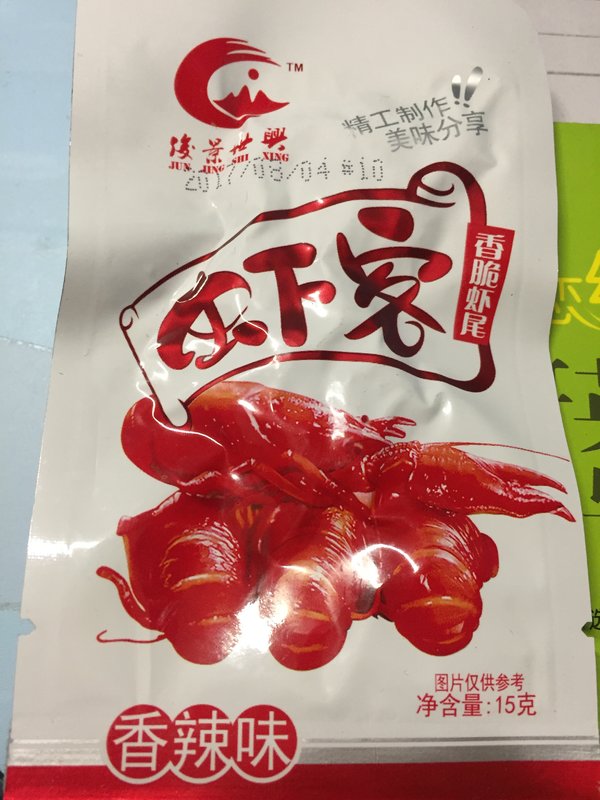 TM
浚景世興
JUN JING SHI XING
2017/08/04 #10
精工制作
美味分享
虾客
香脆虾尾
图片仅供参考
净含量:15克
香辣味